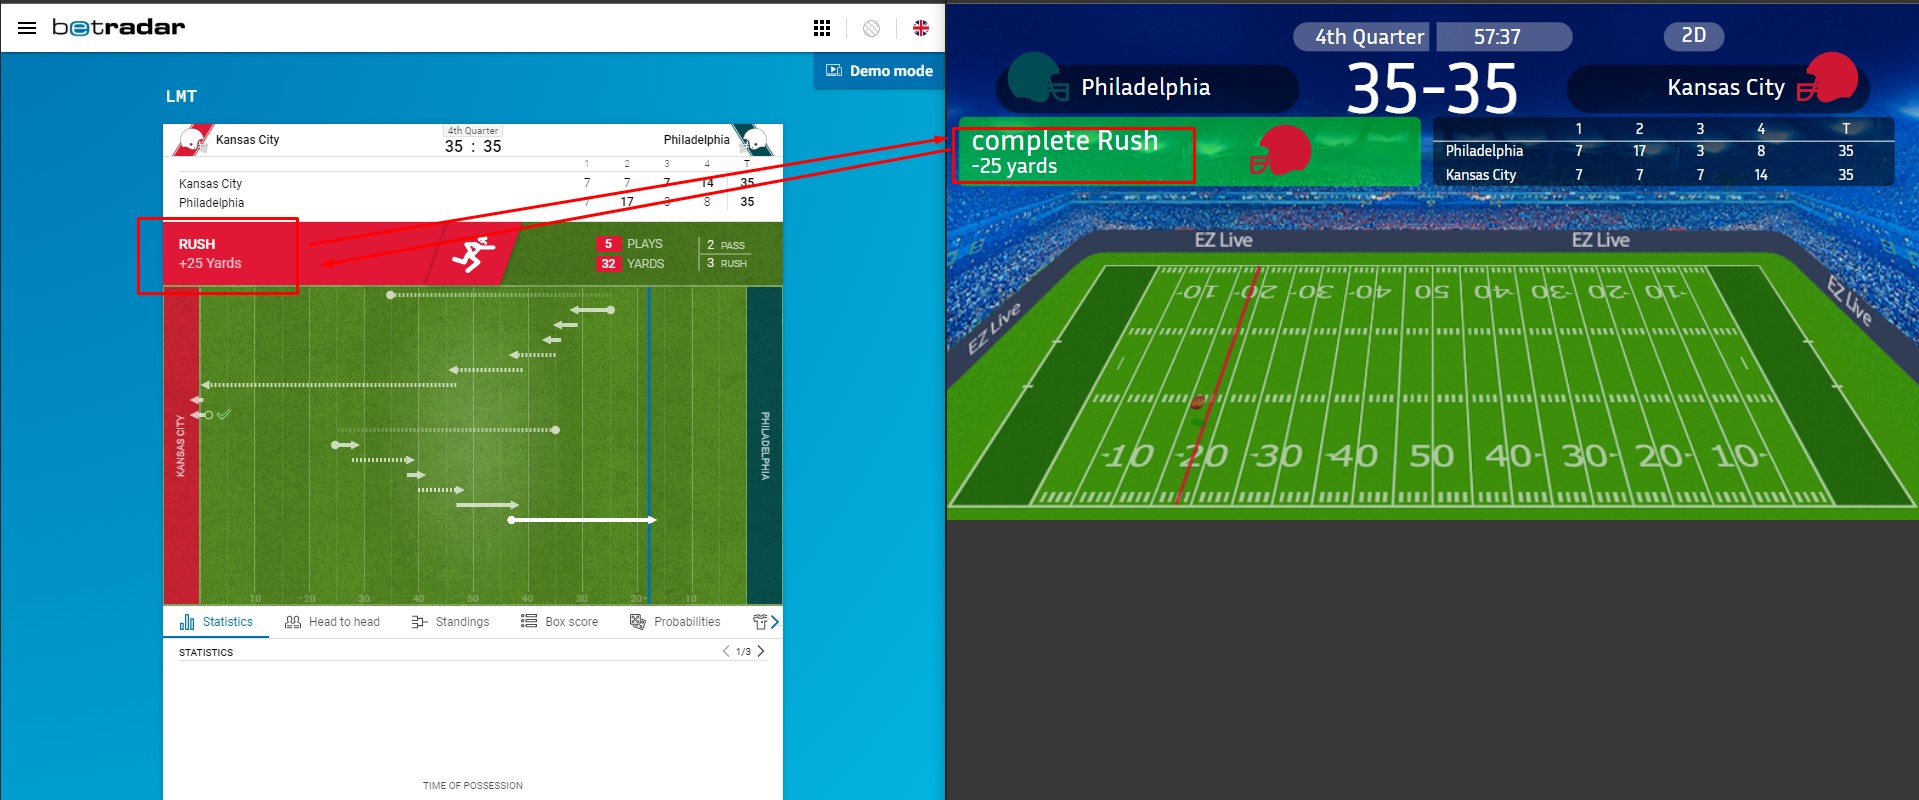 betradar
Demo mode
LMT
Kansas City
4th Quarter
35 : 35
Philadelphia
1 2 3 4 T
Kansas City 7 7 7 14 35
Philadelphia 7 17 3 8 35
RUSH
+25 Yards
5 PLAYS
32 YARDS
2 PASS
3 RUSH
KANSAS CITY
PHILADELPHIA
10 20 30 40 50 40 30 20 10
Statistics
Head to head
Standings
Box score
Probabilities
STATISTICS
1/3
TIME OF POSSESSION
4th Quarter
57:37
2D
Philadelphia
35-35
Kansas City
complete Rush
-25 yards
1 2 3 4 T
Philadelphia 7 17 3 8 35
Kansas City 7 7 7 14 35
EZ Live
EZ Live
EZ Live
EZ Live
10 20 30 40 50 40 30 20 10
10 20 30 40 50 40 30 20 10